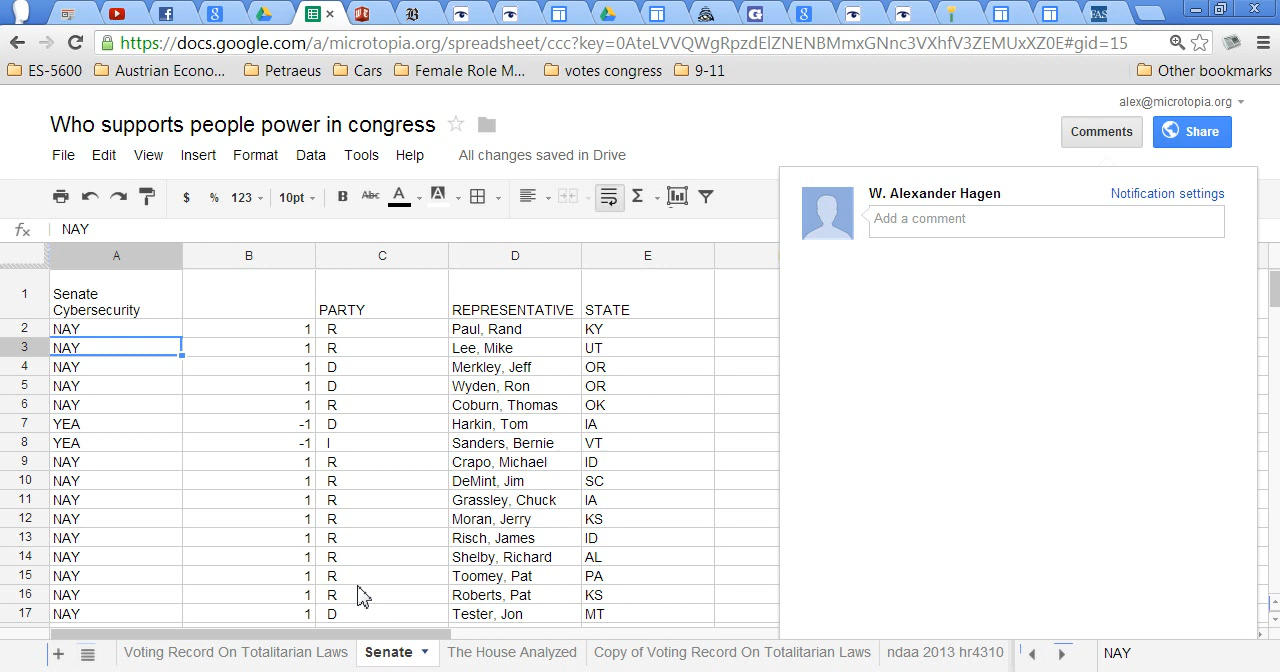 https://docs.google.com/a/microtopia.org/spreadsheet/ccc?key=0AteLVVQWgRpzdElZNENBMmxGNnc3VXhfV3ZEMUxXZ0E#gid=15
ES-5600 Austrian Econo... Petraeus Cars Female Role M... votes congress 9-11 Other bookmarks
alex@microtopia.org
Who supports people power in congress
Comments Share
File Edit View Insert Format Data Tools Help All changes saved in Drive
$ % 123 10pt B Abc A A Σ
W. Alexander Hagen Notification settings
Add a comment
fx NAY
A B C D E
1 Senate Cybersecurity PARTY REPRESENTATIVE STATE
2 NAY 1 R Paul, Rand KY
3 NAY 1 R Lee, Mike UT
4 NAY 1 D Merkley, Jeff OR
5 NAY 1 D Wyden, Ron OR
6 NAY 1 R Coburn, Thomas OK
7 YEA -1 D Harkin, Tom IA
8 YEA -1 I Sanders, Bernie VT
9 NAY 1 R Crapo, Michael ID
10 NAY 1 R DeMint, Jim SC
11 NAY 1 R Grassley, Chuck IA
12 NAY 1 R Moran, Jerry KS
13 NAY 1 R Risch, James ID
14 NAY 1 R Shelby, Richard AL
15 NAY 1 R Toomey, Pat PA
16 NAY 1 R Roberts, Pat KS
17 NAY 1 D Tester, Jon MT
Voting Record On Totalitarian Laws Senate The House Analyzed Copy of Voting Record On Totalitarian Laws ndaa 2013 hr4310 NAY